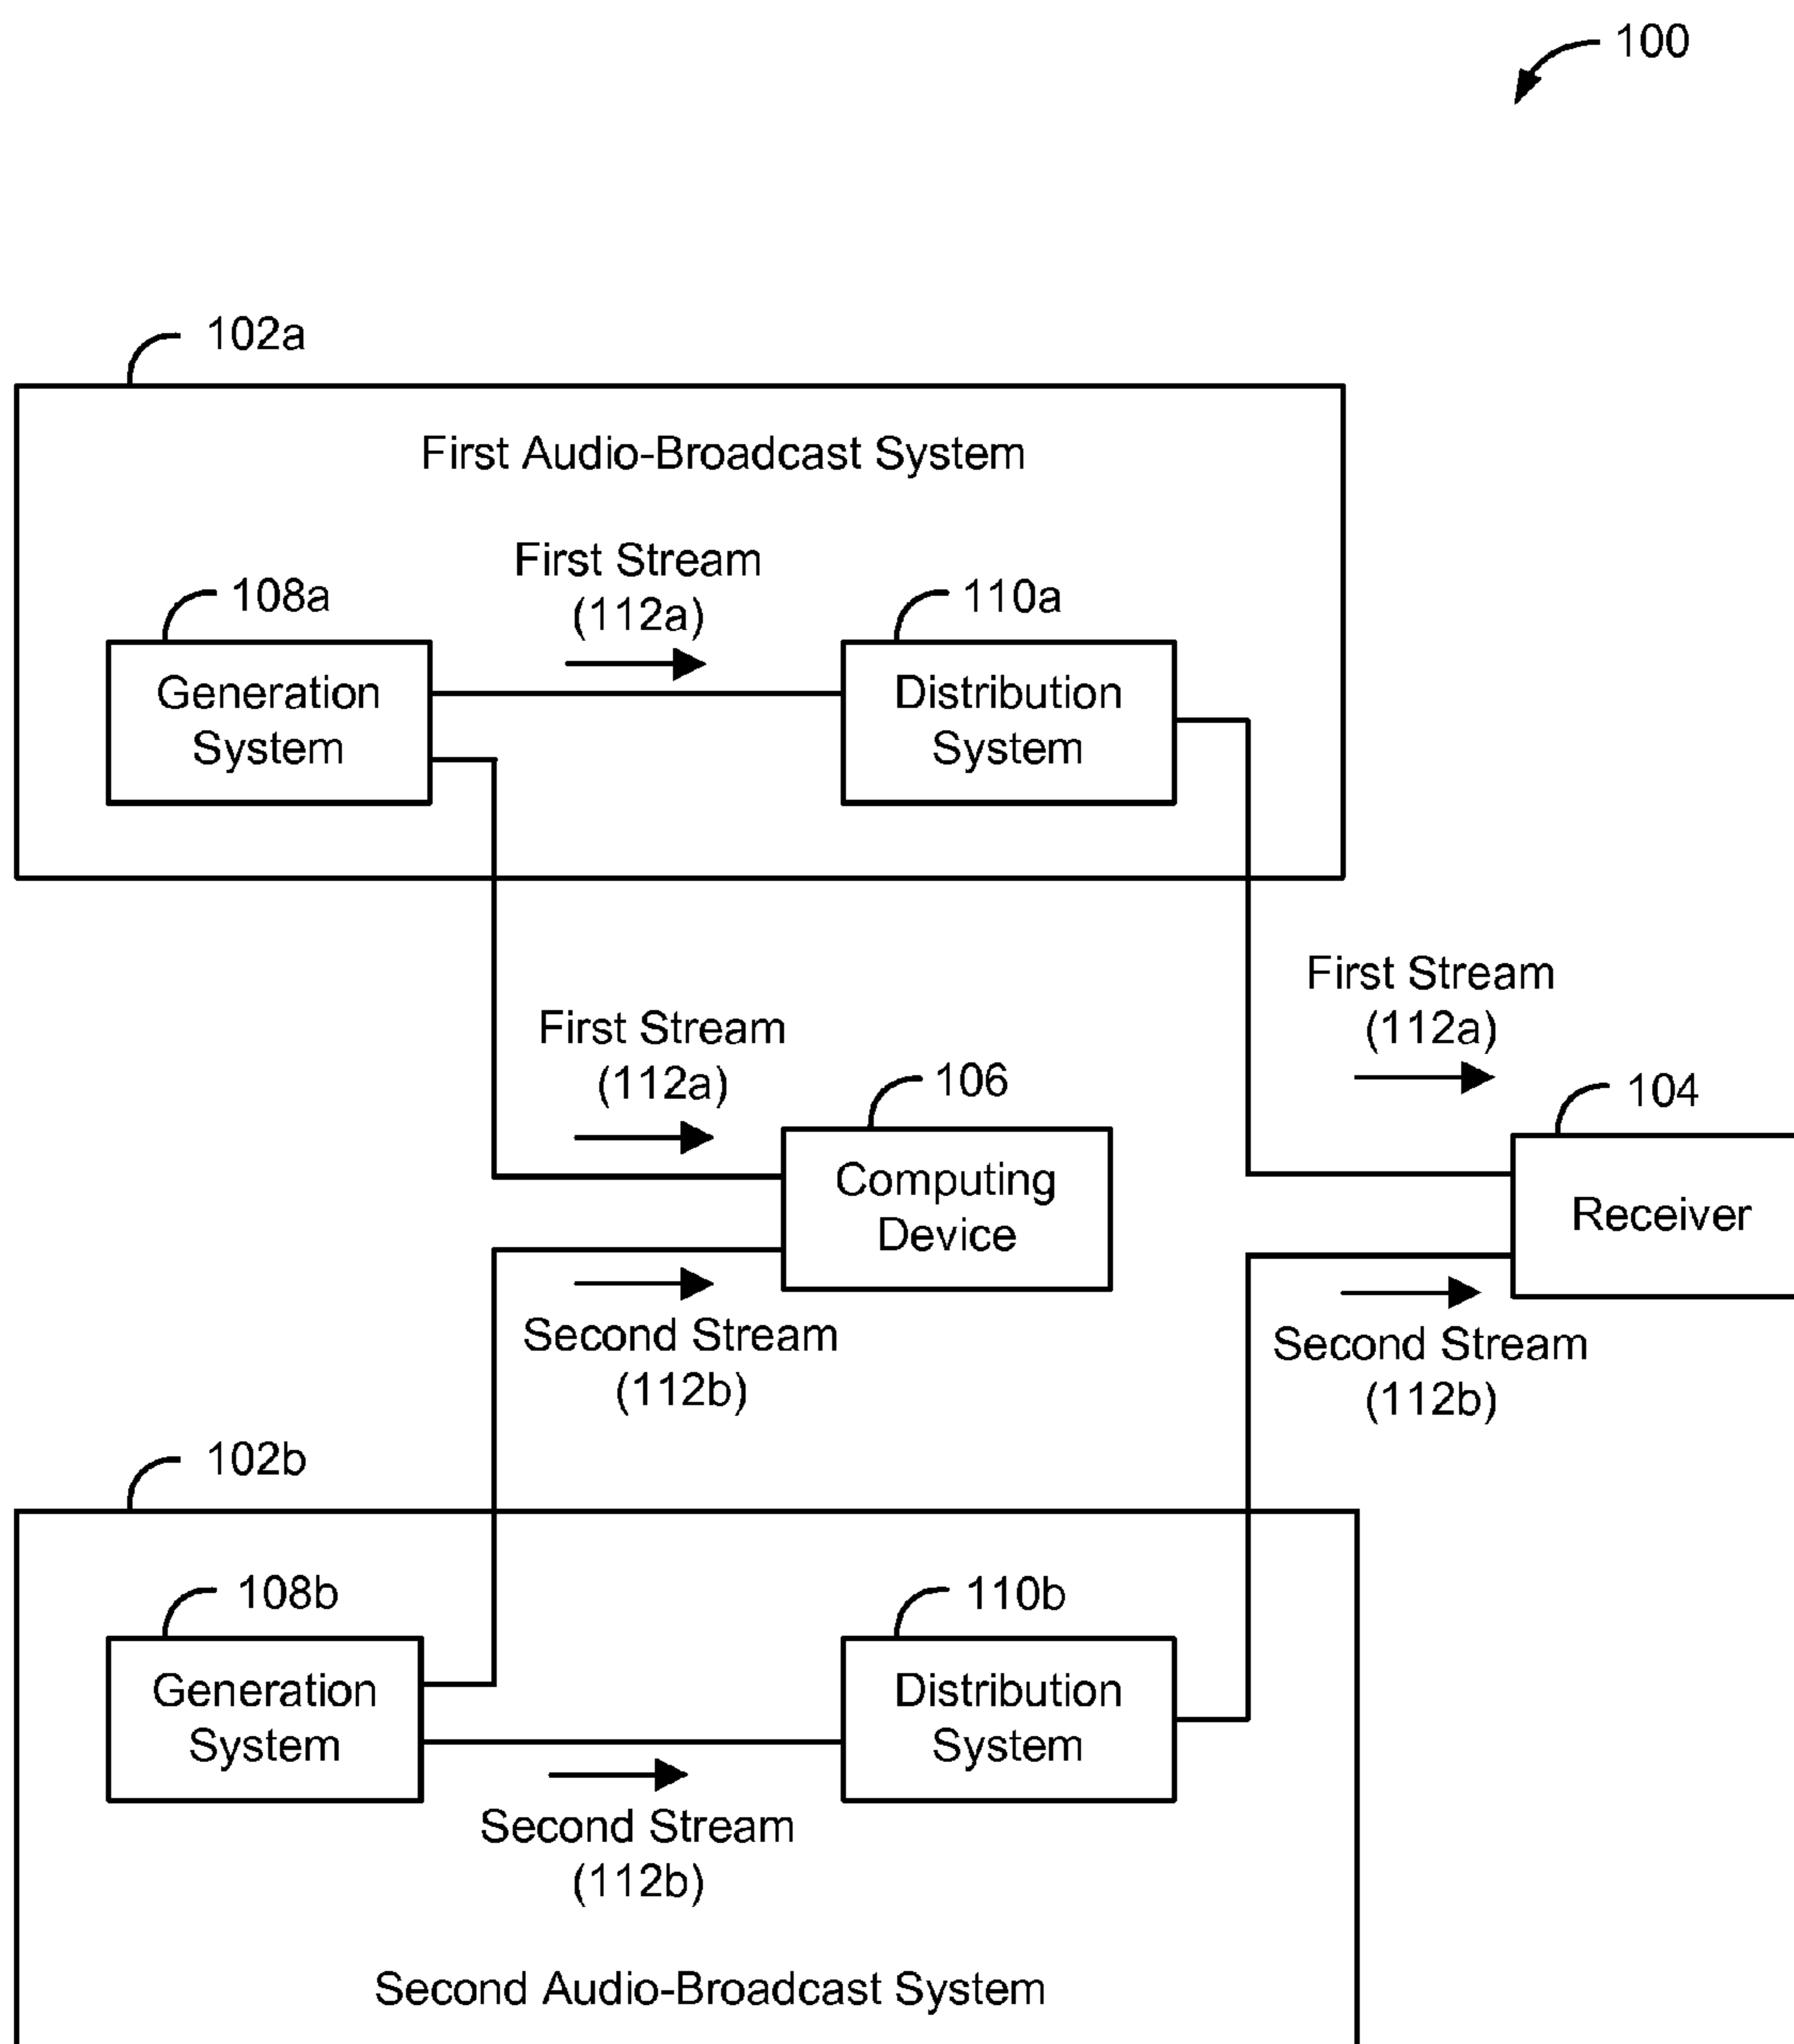 100
102a
First Audio-Broadcast System
First Stream
(112a)
108a
110a
Generation
System
Distribution
System
First Stream
(112a)
First Stream
(112a)
106
104
Computing
Device
Receiver
Second Stream
(112b)
Second Stream
(112b)
102b
108b
110b
Generation
System
Distribution
System
Second Stream
(112b)
Second Audio-Broadcast System